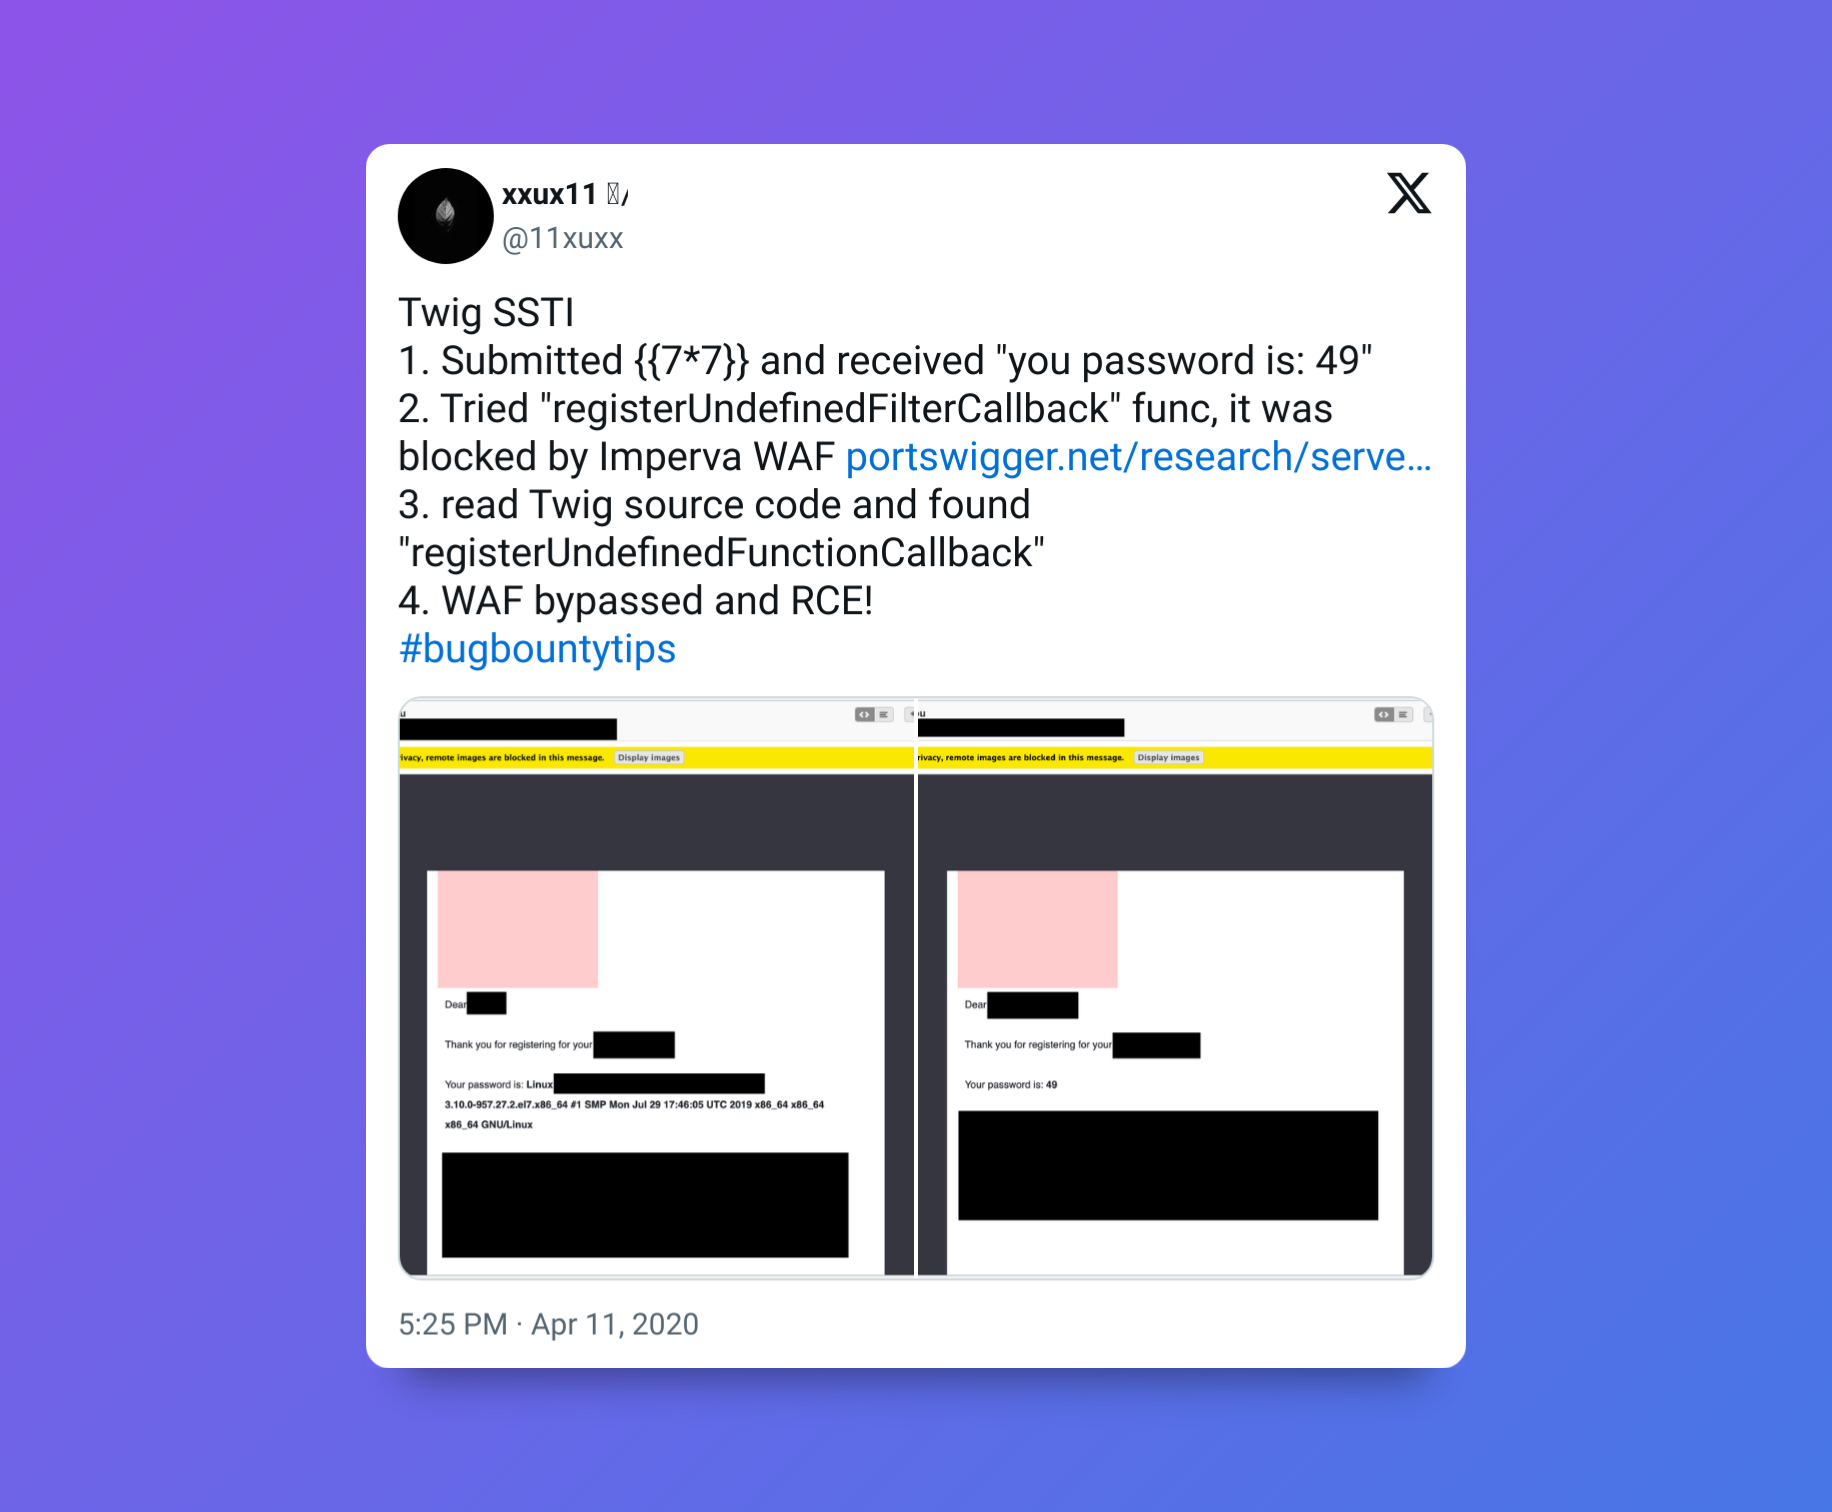 xxux11
@11xuxx
Twig SSTI
1. Submitted {{7*7}} and received "you password is: 49"
2. Tried "registerUndefinedFilterCallback" func, it was
blocked by Imperva WAF portswigger.net/research/serve…
3. read Twig source code and found
"registerUndefinedFunctionCallback"
4. WAF bypassed and RCE!
#bugbountytips
u
ivacy, remote images are blocked in this message. Display images
Dear
Thank you for registering for your
Your password is: Linux
3.10.0-957.27.2.el7.x86_64 #1 SMP Mon Jul 29 17:46:05 UTC 2019 x86_64 x86_64
x86_64 GNU/Linux
ou
rivacy, remote images are blocked in this message. Display images
Dear
Thank you for registering for your
Your password is: 49
5:25 PM · Apr 11, 2020